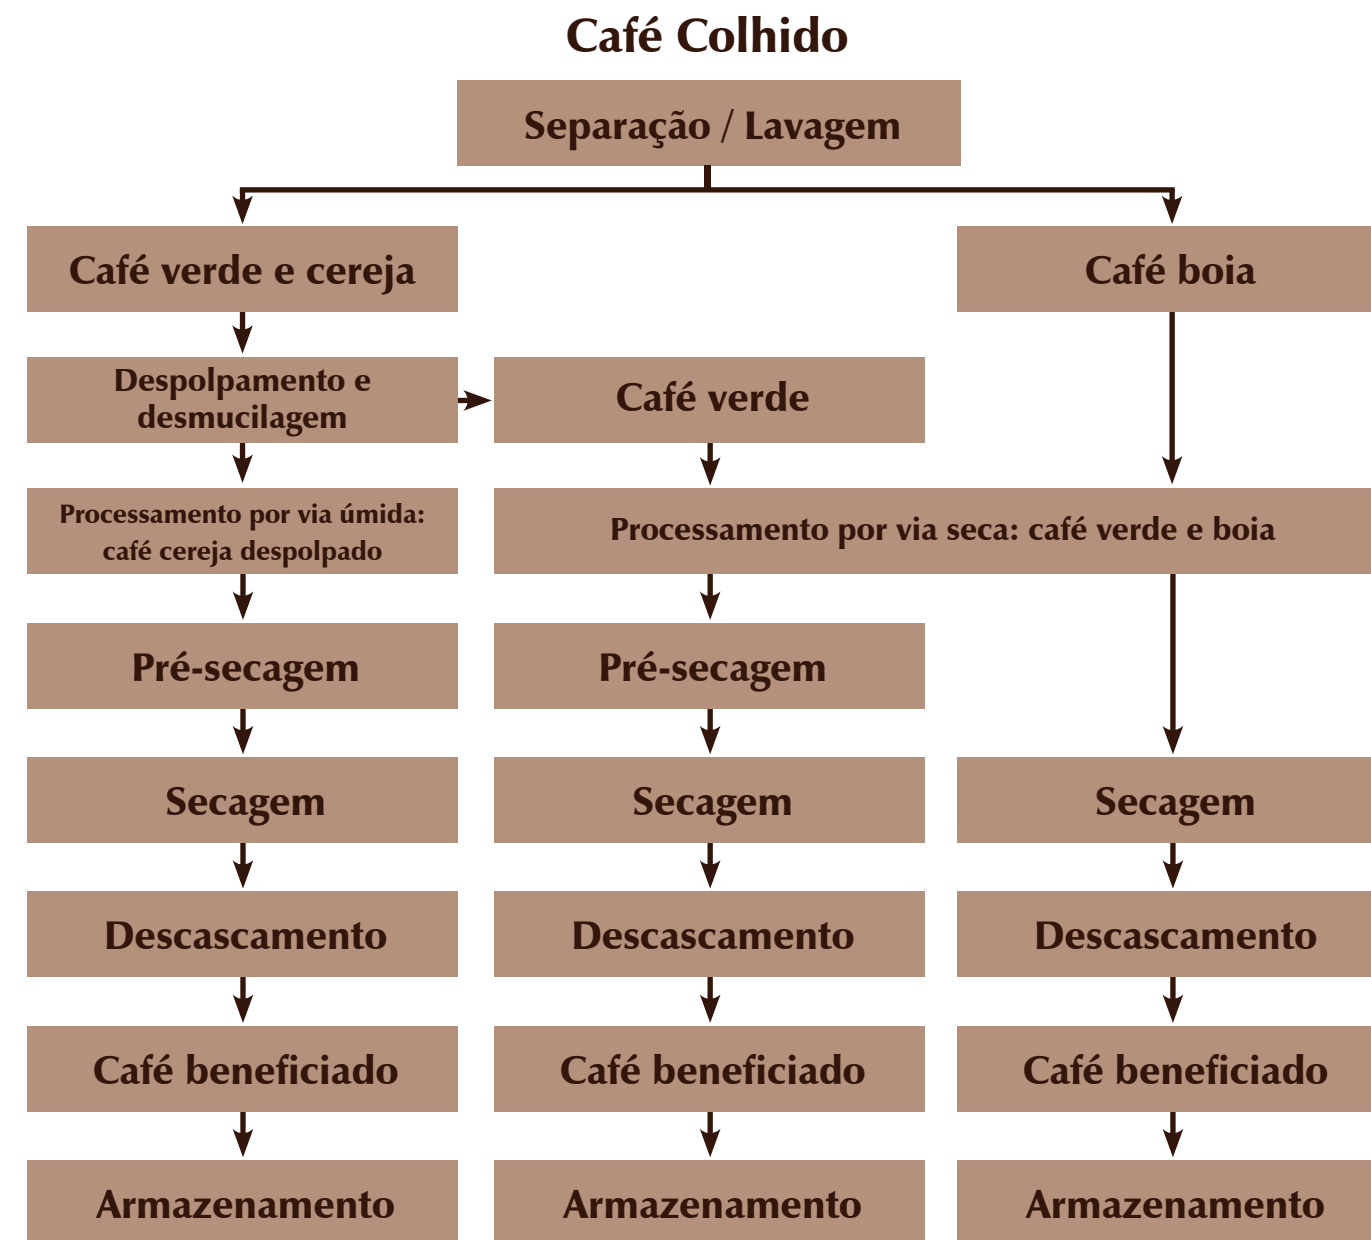 Café Colhido
Separação / Lavagem
Café verde e cereja
Café boia
Despolpamento e
desmucilagem
Café verde
Processamento por via úmida:
café cereja despolpado
Processamento por via seca: café verde e boia
Pré-secagem
Pré-secagem
Secagem
Secagem
Secagem
Descascamento
Descascamento
Descascamento
Café beneficiado
Café beneficiado
Café beneficiado
Armazenamento
Armazenamento
Armazenamento